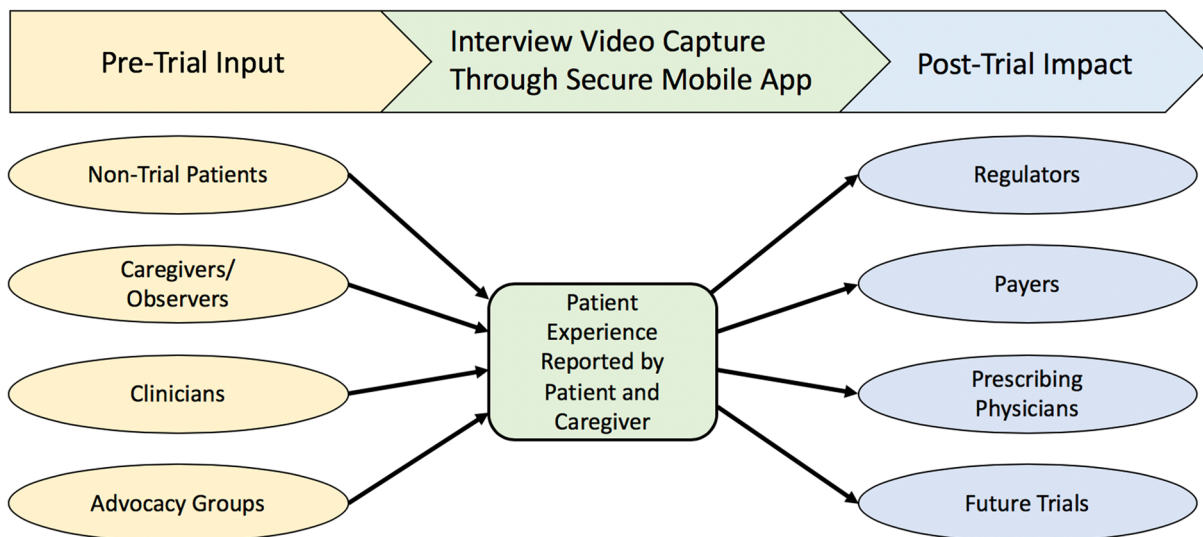 Pre-Trial Input
Interview Video Capture
Through Secure Mobile App
Post-Trial Impact
Non-Trial Patients
Caregivers/
Observers
Clinicians
Advocacy Groups
Patient
Experience
Reported by
Patient and
Caregiver
Regulators
Payers
Prescribing
Physicians
Future Trials